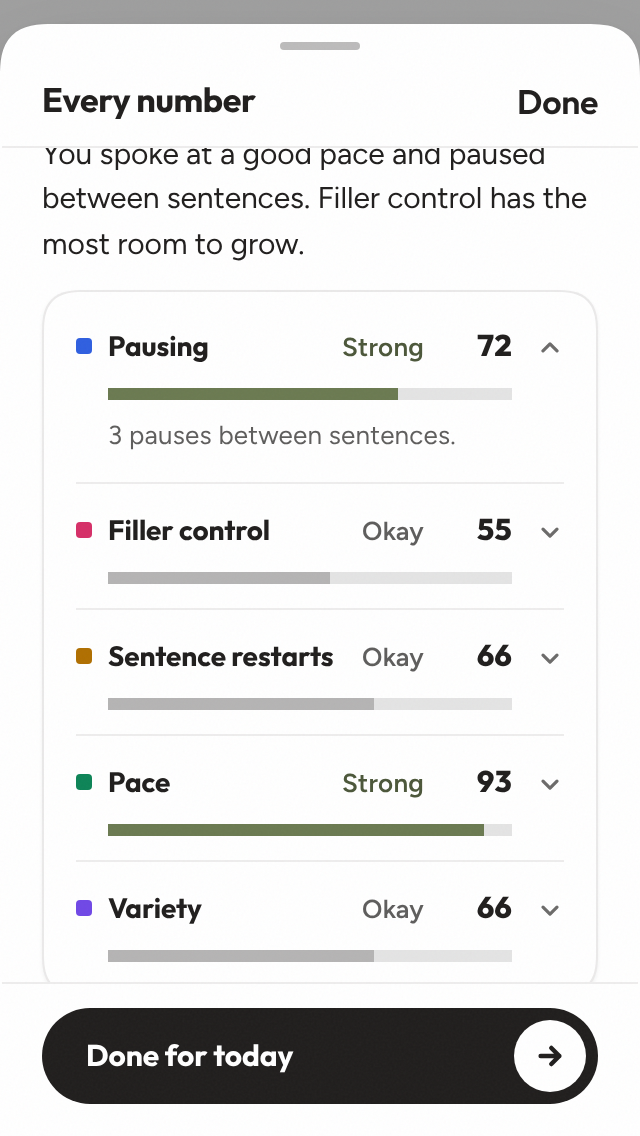 Every number
Done
You spoke at a good pace and paused
between sentences. Filler control has the
most room to grow.
Pausing Strong 72
3 pauses between sentences.
Filler control Okay 55
Sentence restarts Okay 66
Pace Strong 93
Variety Okay 66
Done for today